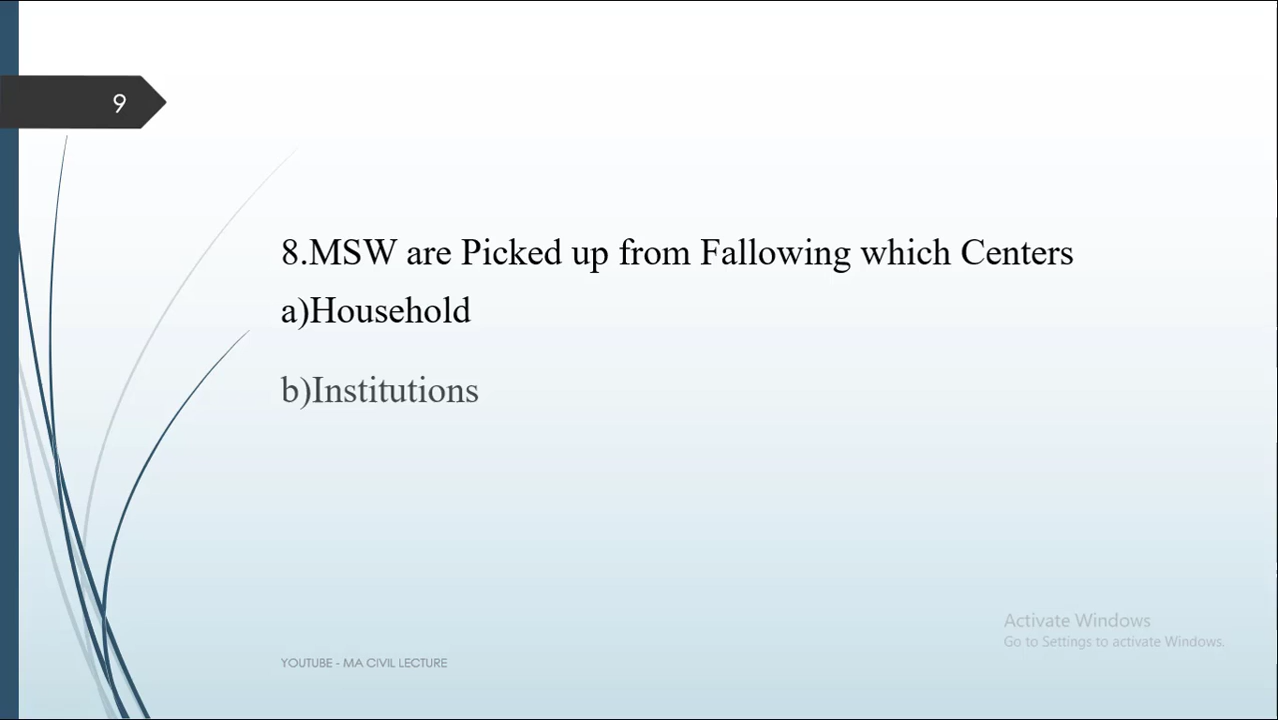 9
8.MSW are Picked up from Fallowing which Centers
a)Household
b)Institutions
Activate Windows
Go to Settings to activate Windows.
YOUTUBE - MA CIVIL LECTURE